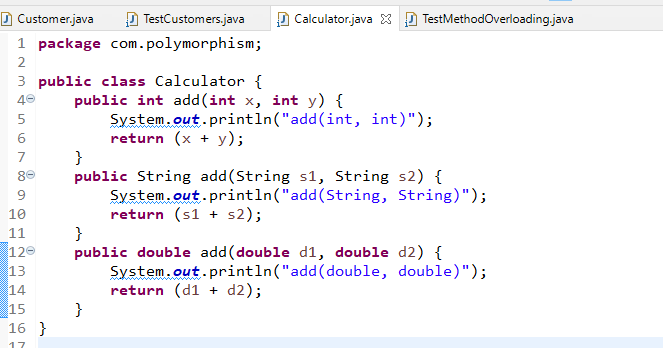 Customer.java TestCustomers.java Calculator.java TestMethodOverloading.java
1 package com.polymorphism;
2
3 public class Calculator {
4 public int add(int x, int y) {
5 System.out.println("add(int, int)");
6 return (x + y);
7 }
8 public String add(String s1, String s2) {
9 System.out.println("add(String, String)");
10 return (s1 + s2);
11 }
12 public double add(double d1, double d2) {
13 System.out.println("add(double, double)");
14 return (d1 + d2);
15 }
16 }
17